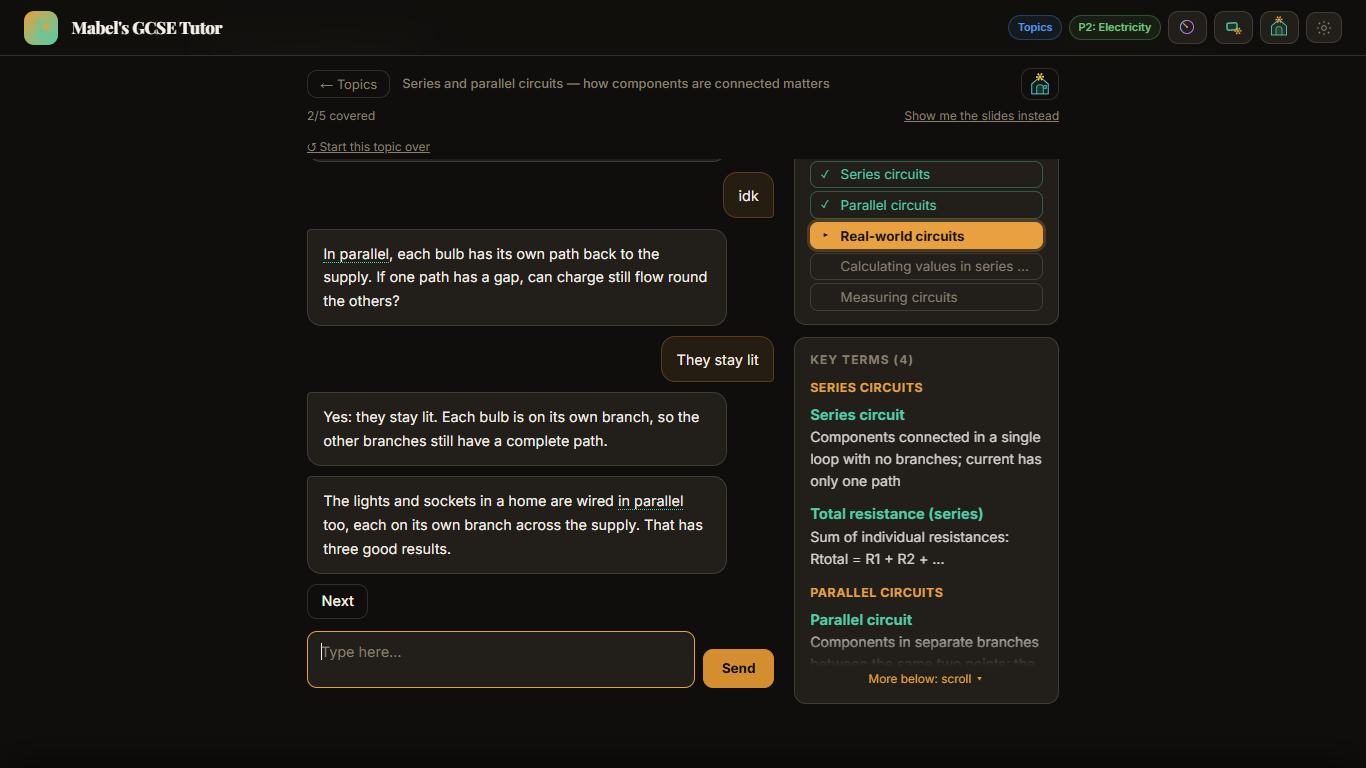 Mabel's GCSE Tutor
Topics
P2: Electricity
← Topics
Series and parallel circuits — how components are connected matters
2/5 covered
Show me the slides instead
↺ Start this topic over
idk
In parallel, each bulb has its own path back to the
supply. If one path has a gap, can charge still flow round
the others?
They stay lit
Yes: they stay lit. Each bulb is on its own branch, so the
other branches still have a complete path.
The lights and sockets in a home are wired in parallel
too, each on its own branch across the supply. That has
three good results.
Next
Type here...
Send
✓ Series circuits
✓ Parallel circuits
▸ Real-world circuits
Calculating values in series ...
Measuring circuits
KEY TERMS (4)
SERIES CIRCUITS
Series circuit
Components connected in a single
loop with no branches; current has
only one path
Total resistance (series)
Sum of individual resistances:
Rtotal = R1 + R2 + ...
PARALLEL CIRCUITS
Parallel circuit
Components in separate branches
between the same two points; the
More below: scroll ▾